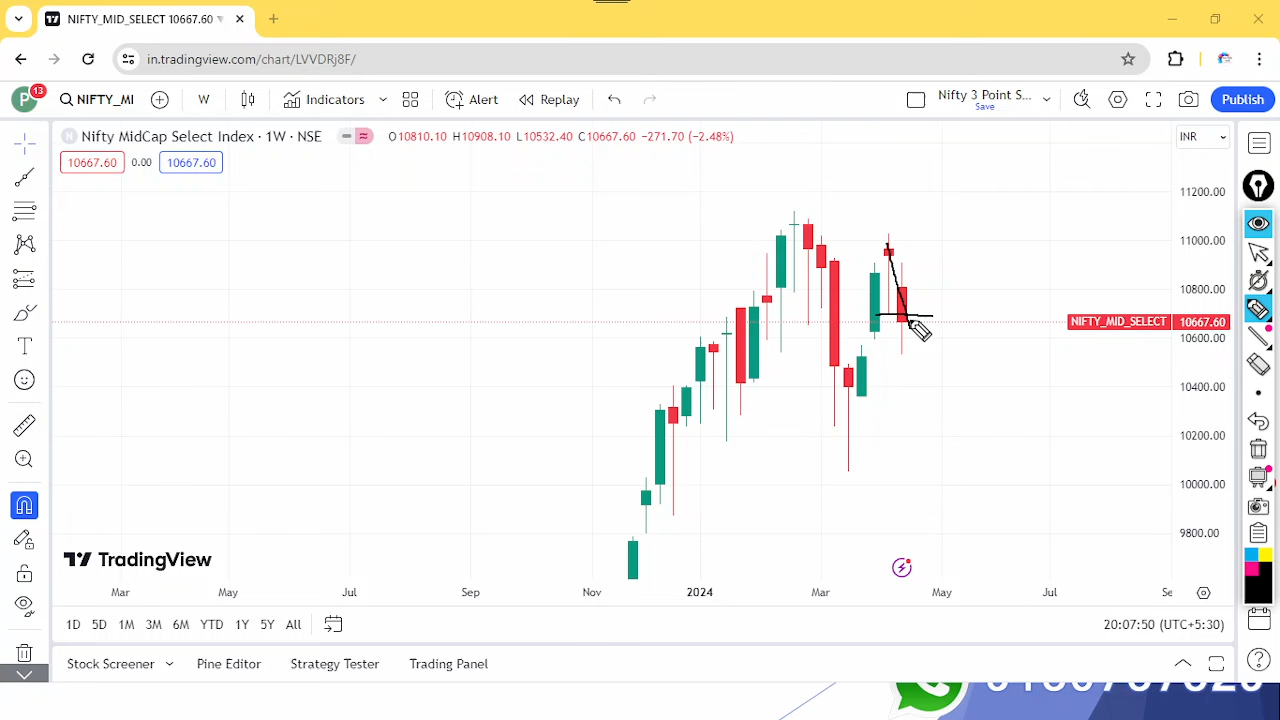 NIFTY_MID_SELECT 10667.60
in.tradingview.com/chart/LVVDRj8F/
P 13 NIFTY_MI W Indicators Alert Replay Nifty 3 Point S... Save Publish
N Nifty MidCap Select Index · 1W · NSE O10810.10 H10908.10 L10532.40 C10667.60 -271.70 (-2.48%) INR
10667.60 0.00 10667.60
11200.00
11000.00
10800.00
NIFTY_MID_SELECT 10667.60
10600.00
10400.00
10200.00
10000.00
9800.00
TradingView
Mar May Jul Sep Nov 2024 Mar May Jul Se
1D 5D 1M 3M 6M YTD 1Y 5Y All 20:07:50 (UTC+5:30)
Stock Screener Pine Editor Strategy Tester Trading Panel